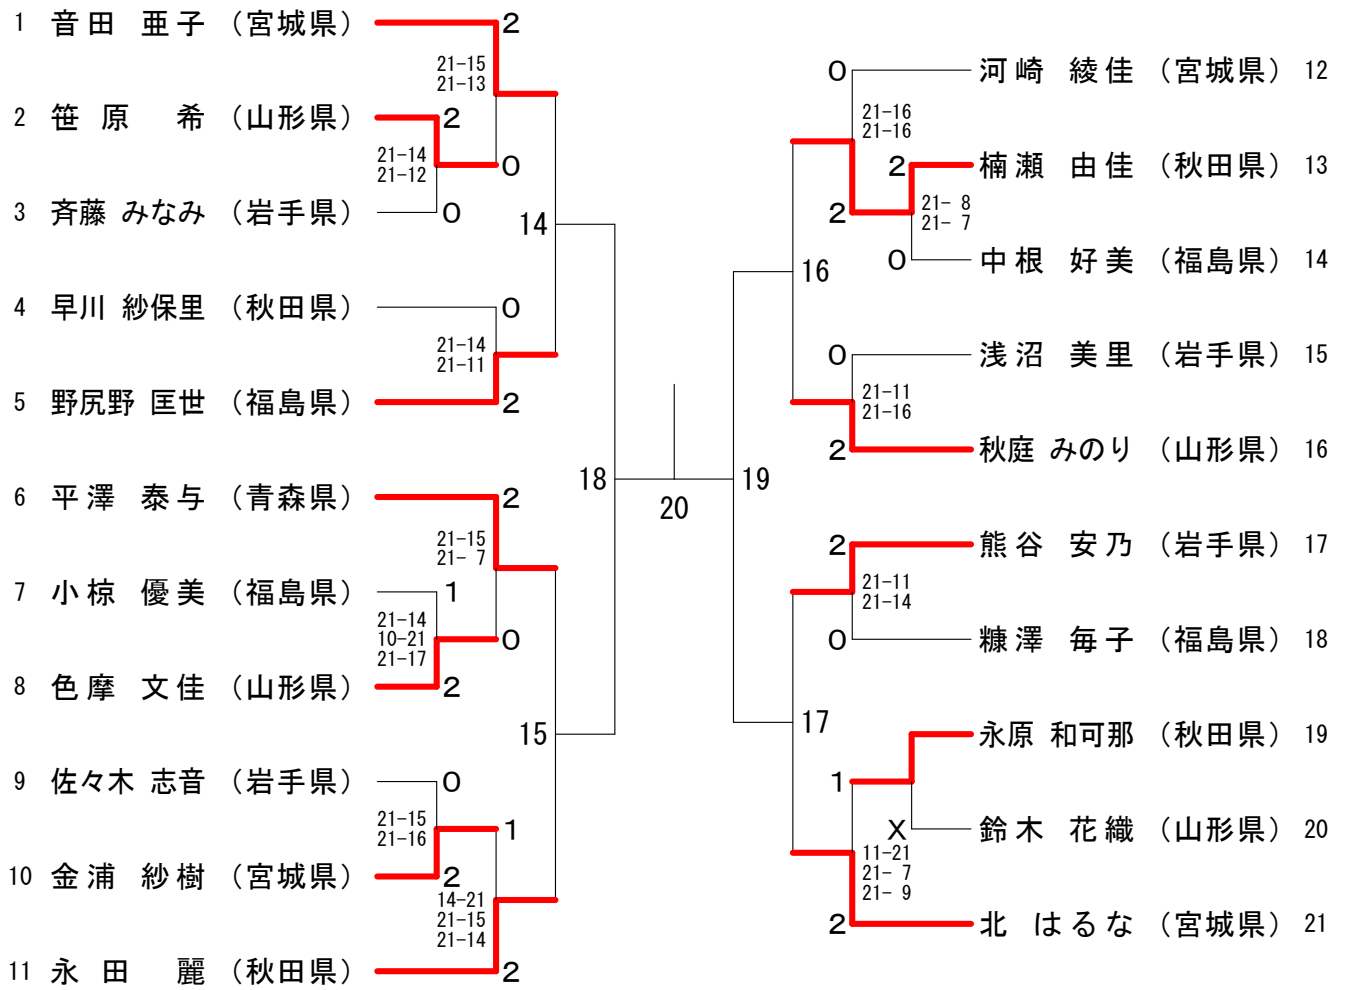 1 音田 亜子 (宮城県) 2
21-15
21-13
2 笹原 希 (山形県) 2
21-14
21-12
0
3 斉藤 みなみ (岩手県) 0
14
4 早川 紗保里 (秋田県) 0
21-14
21-11
5 野尻野 匡世 (福島県) 2
18
6 平澤 泰与 (青森県) 2
21-15
21- 7
7 小椋 優美 (福島県) 1
21-14
10-21
21-17
0
8 色摩 文佳 (山形県) 2
15
9 佐々木 志音 (岩手県) 0
21-15
21-16
1
10 金浦 紗樹 (宮城県) 2
14-21
21-15
21-14
11 永田 麗 (秋田県) 2
20
0 河崎 綾佳 (宮城県) 12
21-16
21-16
2 楠瀬 由佳 (秋田県) 13
2
21- 8
21- 7
0 中根 好美 (福島県) 14
16
0 浅沼 美里 (岩手県) 15
21-11
21-16
2 秋庭 みのり (山形県) 16
19
2 熊谷 安乃 (岩手県) 17
21-11
21-14
0 糠澤 毎子 (福島県) 18
17
永原 和可那 (秋田県) 19
1
X 鈴木 花織 (山形県) 20
11-21
21- 7
21- 9
2 北 はるな (宮城県) 21